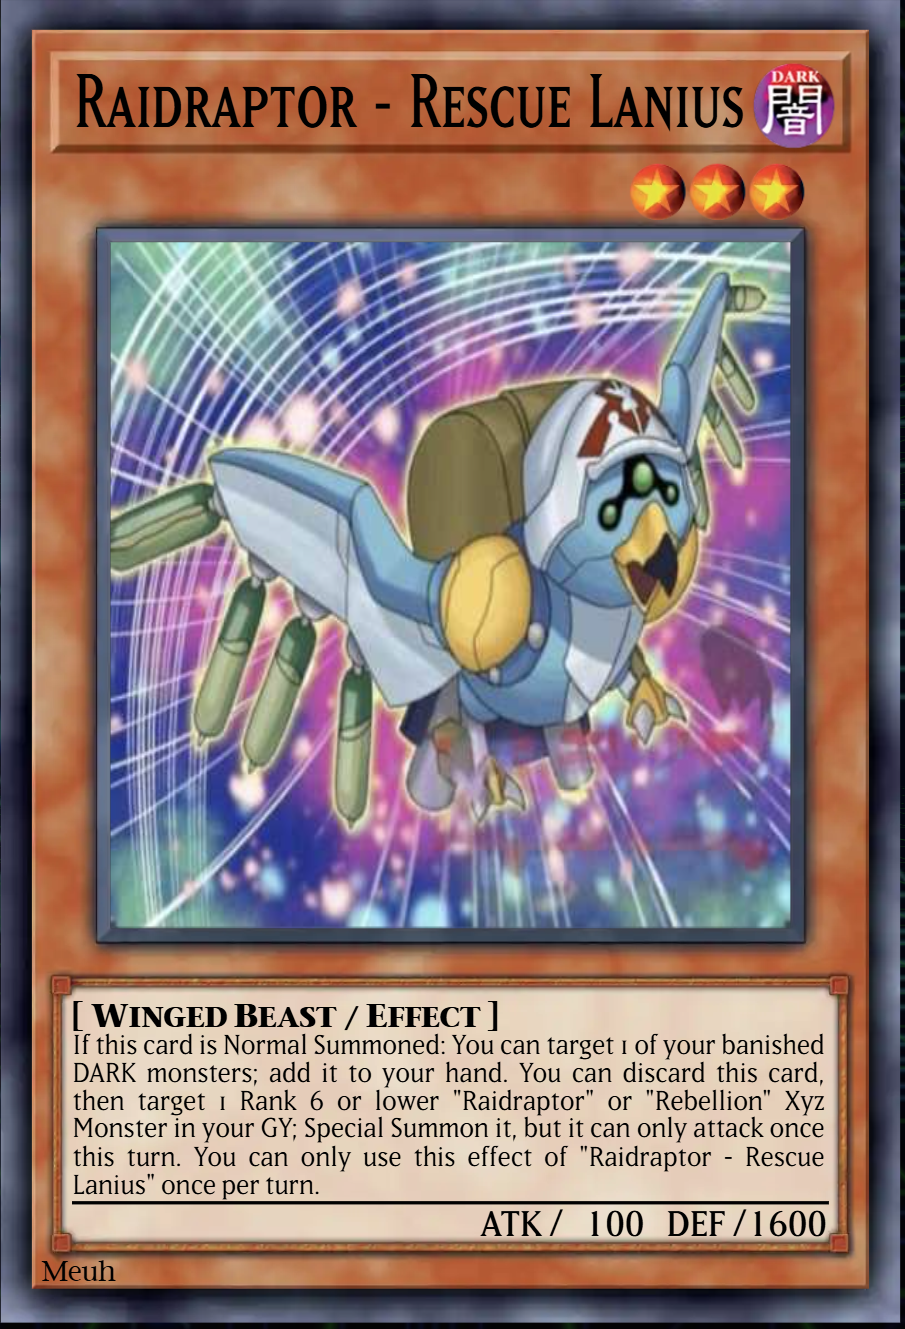 Raidraptor - Rescue Lanius
DARK
闇
[ Winged Beast / Effect ]
If this card is Normal Summoned: You can target 1 of your banished
DARK monsters; add it to your hand. You can discard this card,
then target 1 Rank 6 or lower "Raidraptor" or "Rebellion" Xyz
Monster in your GY; Special Summon it, but it can only attack once
this turn. You can only use this effect of "Raidraptor - Rescue
Lanius" once per turn.
ATK / 100 DEF /1600
Meuh